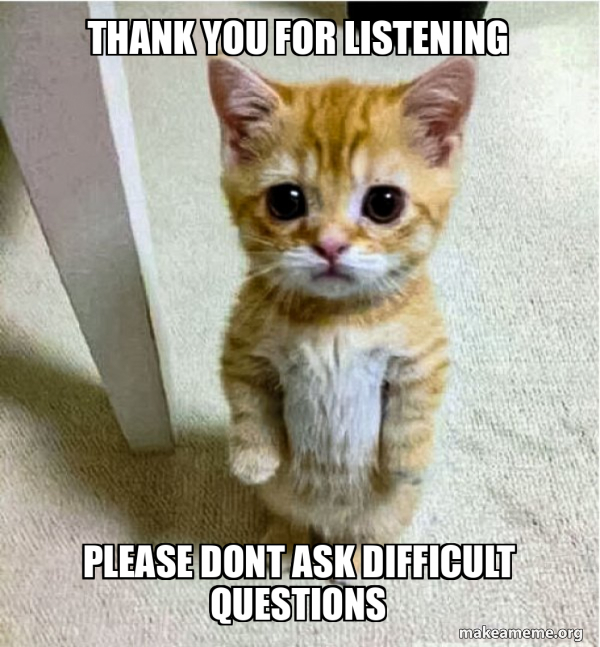 THANK YOU FOR LISTENING
PLEASE DONT ASK DIFFICULT
QUESTIONS
makeameme.org